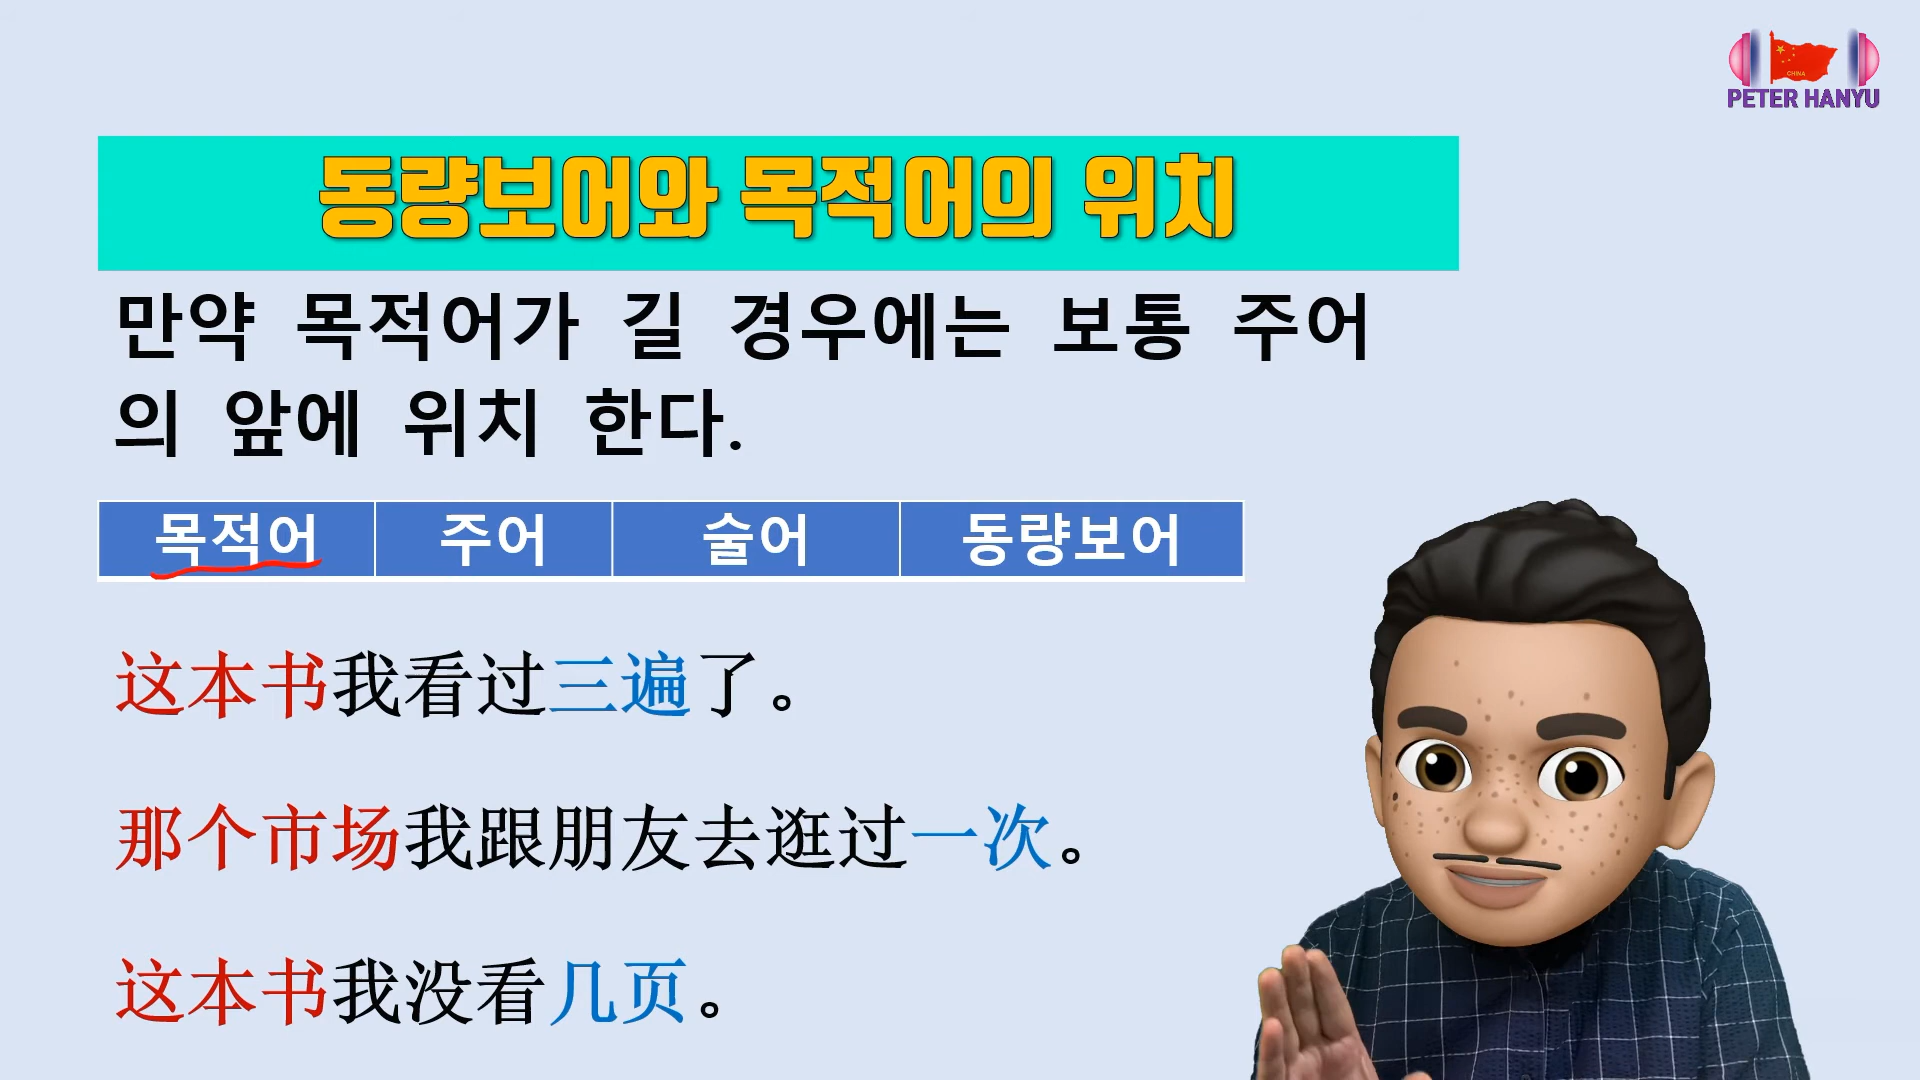 PETER HANYU
CHINA
동량보어와 목적어의 위치
만약 목적어가 길 경우에는 보통 주어
의 앞에 위치 한다.
목적어 주어 술어 동량보어
这本书我看过三遍了。
那个市场我跟朋友去逛过一次。
这本书我没看几页。